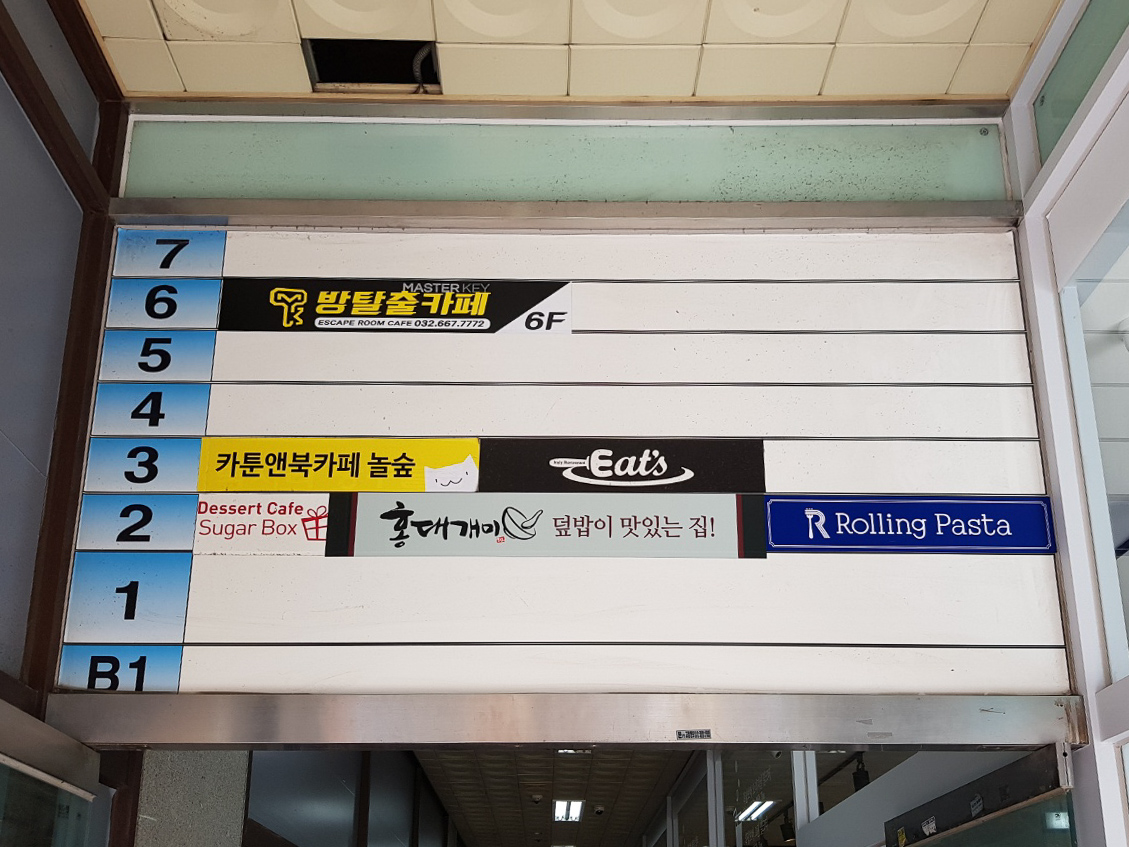 7
6
MASTER KEY
방탈출카페
ESCAPE ROOM CAFE 032.667.7772
6F
5
4
3
카툰앤북카페 놀숲
Eat's
2
Dessert Cafe
Sugar Box
홍대개미
덮밥이 맛있는 집!
Rolling Pasta
1
B1